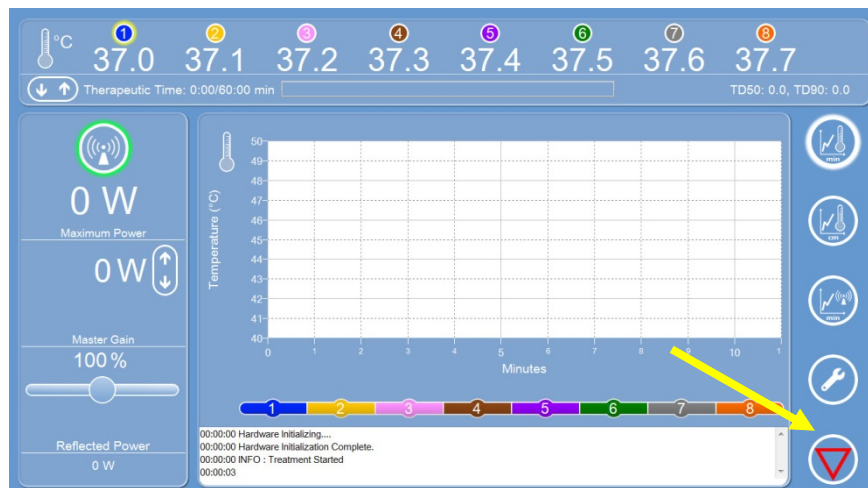 °C
1 2 3 4 5 6 7 8
37.0 37.1 37.2 37.3 37.4 37.5 37.6 37.7
Therapeutic Time: 0:00/60:00 min
TD50: 0.0, TD90: 0.0
0 W
Maximum Power
0 W
Master Gain
100 %
Reflected Power
0 W
Temperature (°C)
50
49
48
47
46
45
44
43
42
41
40
0 1 2 3 4 5 6 7 8 9 10 1
Minutes
1 2 3 4 5 6 7 8
00:00:00 Hardware Initializing....
00:00:00 Hardware Initialization Complete.
00:00:00 INFO : Treatment Started
00:00:03
min
cm
min